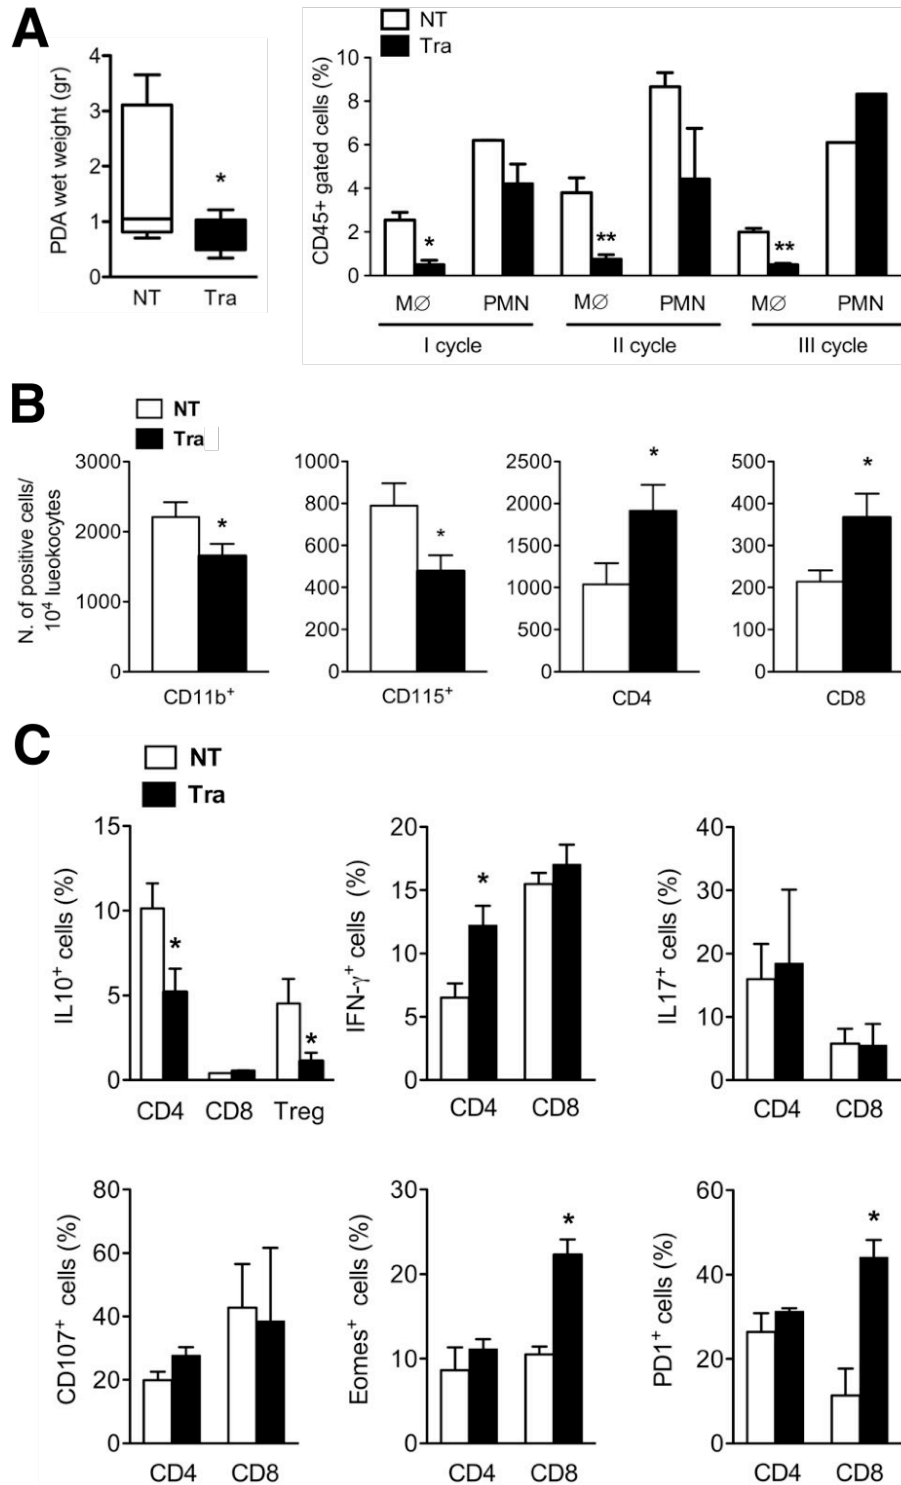 A
PDA wet weight (gr)
4
3
2
1
0
*
NT Tra
NT
Tra
CD45+ gated cells (%)
10
8
6
4
2
0
* ** **
MØ PMN MØ PMN MØ PMN
I cycle II cycle III cycle
B
NT
Tra
N. of positive cells/
10⁴ lueokocytes
3000
2000
1000
0
*
CD11b⁺
1000
800
600
400
200
0
*
CD115⁺
2500
2000
1500
1000
500
0
*
CD4
500
400
300
200
100
0
*
CD8
C
NT
Tra
IL10⁺ cells (%)
15
10
5
0
* *
CD4 CD8 Treg
IFN-γ⁺ cells (%)
20
15
10
5
0
*
CD4 CD8
IL17⁺ cells (%)
40
30
20
10
0
CD4 CD8
CD107⁺ cells (%)
80
60
40
20
0
CD4 CD8
Eomes⁺ cells (%)
30
20
10
0
*
CD4 CD8
PD1⁺ cells (%)
60
40
20
0
*
CD4 CD8